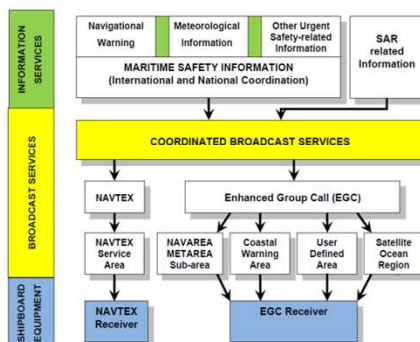 INFORMATION
SERVICES
Navigational
Warning
Meteorological
Information
Other Urgent
Safety-related
Information
SAR
related
Information
MARITIME SAFETY INFORMATION
(International and National Coordination)
BROADCAST SERVICES
COORDINATED BROADCAST SERVICES
NAVTEX
Enhanced Group Call (EGC)
NAVTEX
Service
Area
NAVAREA
METAREA
Sub-area
Coastal
Warning
Area
User
Defined
Area
Satellite
Ocean
Region
SHIPBOARD
EQUIPMENT
NAVTEX
Receiver
EGC Receiver